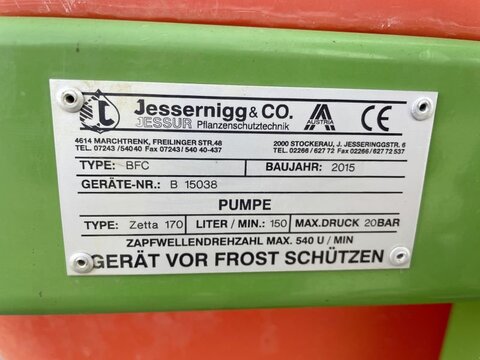 Jessernigg & CO.
JESSUR Pflanzenschutztechnik
AUSTRIA
CE
4614 MARCHTRENK, FREILINGER STR.48
TEL. 07243 /540 40 Fax 07243 / 540 40-437
2000 STOCKERAU, J. JESSERINGGSTR. 6
TEL. 02266 / 627 72 Fax 02266 / 72 537
TYPE: BFC
BAUJAHR: 2015
GERÄTE-NR.: B 15038
PUMPE
TYPE: Zetta 170 LITER / MIN.: 150 MAX.DRUCK 20BAR
ZAPFWELLENDREHZAHL MAX. 540 U / MIN
GERÄT VOR FROST SCHÜTZEN